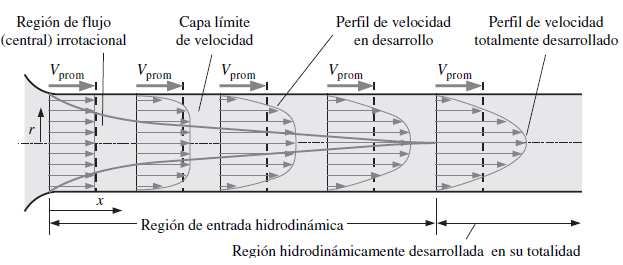 Región de flujo
(central) irrotacional
Capa límite
de velocidad
Perfil de velocidad
en desarrollo
Perfil de velocidad
totalmente desarrollado
Vprom
Vprom
Vprom
Vprom
Vprom
r
x
Región de entrada hidrodinámica
Región hidrodinámicamente desarrollada en su totalidad